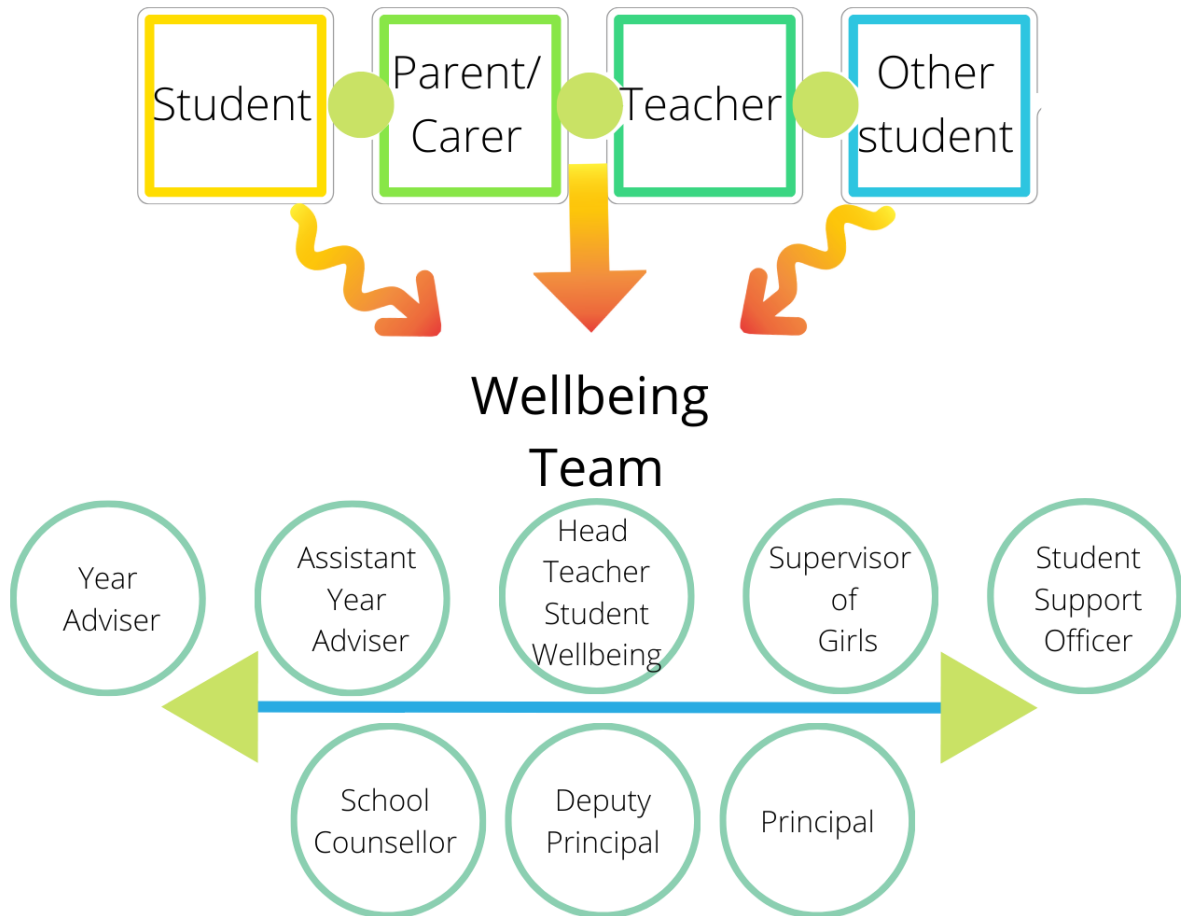 Student
Parent/
Carer
Teacher
Other
student
Wellbeing
Team
Year
Adviser
Assistant
Year
Adviser
Head
Teacher
Student
Wellbeing
Supervisor
of
Girls
Student
Support
Officer
School
Counsellor
Deputy
Principal
Principal